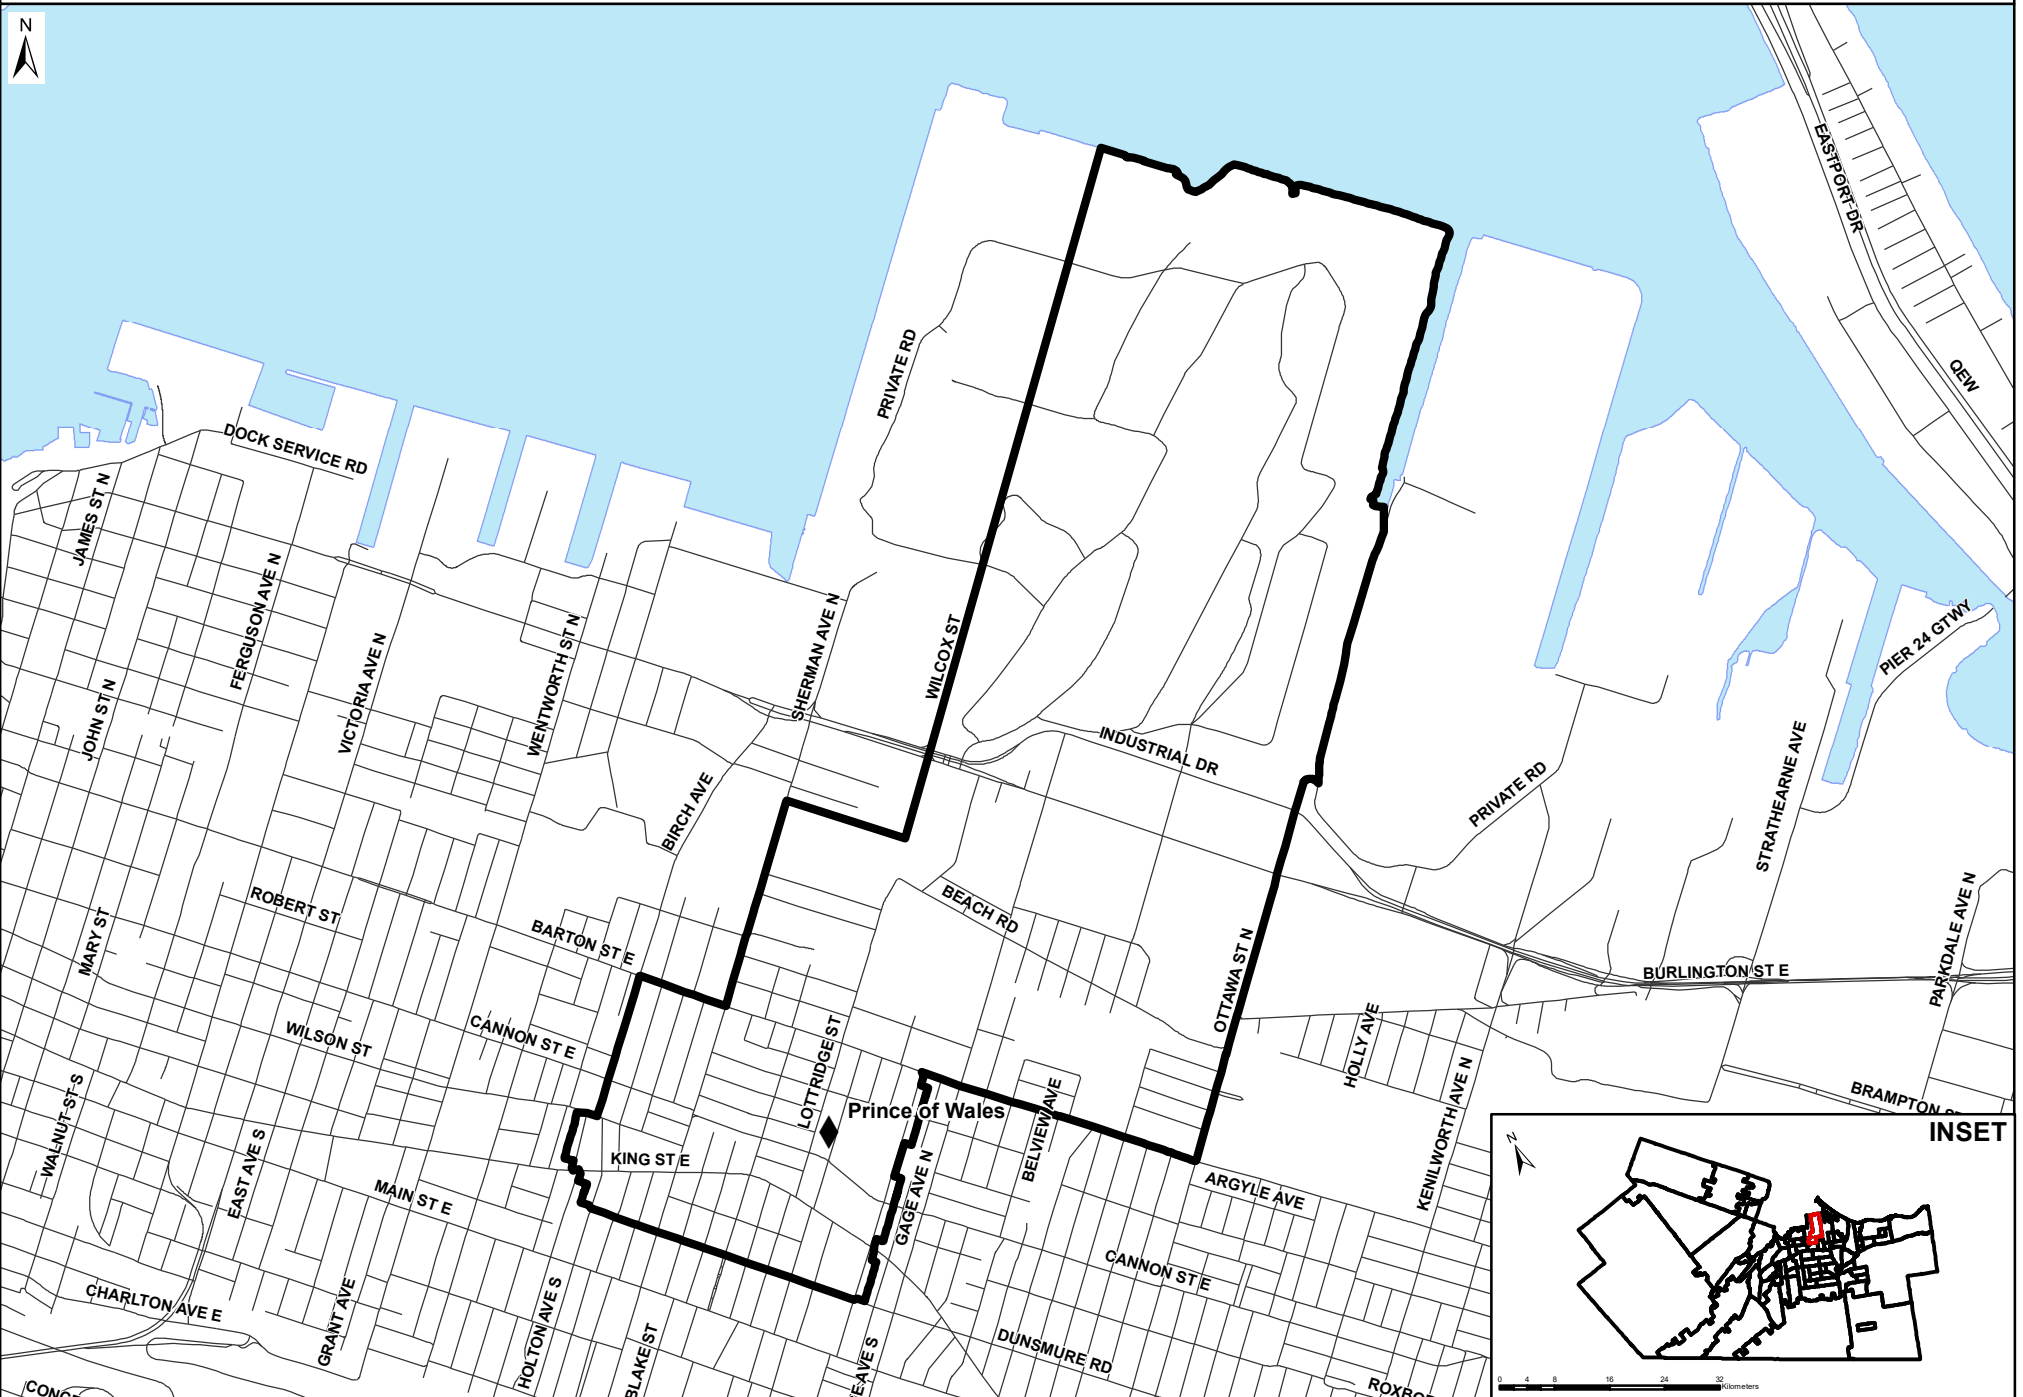 N
EASTPORT DR
QEW
PRIVATE RD
DOCK SERVICE RD
JAMES ST N
FERGUSON AVE N
VICTORIA AVE N
WENTWORTH ST N
SHERMAN AVE N
WILCOX ST
PIER 24 GTWY
JOHN ST N
INDUSTRIAL DR
PRIVATE RD
STRATHEARNE AVE
BIRCH AVE
ROBERT ST
BEACH RD
MARY ST
BARTON ST E
OTTAWA ST N
BURLINGTON ST E
PARKDALE AVE N
WILSON ST
CANNON ST E
LOTTRIDGE ST
HOLLY AVE
KENILWORTH AVE N
BRAMPTON S
WALNUT ST S
Prince of Wales
BELVIEW AVE
KING ST E
EAST AVE S
MAIN ST E
GAGE AVE N
ARGYLE AVE
CANNON ST E
CHARLTON AVE E
GRANT AVE
HOLTON AVE S
BLAKE ST
E AVE S
DUNSMURE RD
ROXBO
CONC
INSET
N
0 4 8 16 24 32
Kilometers